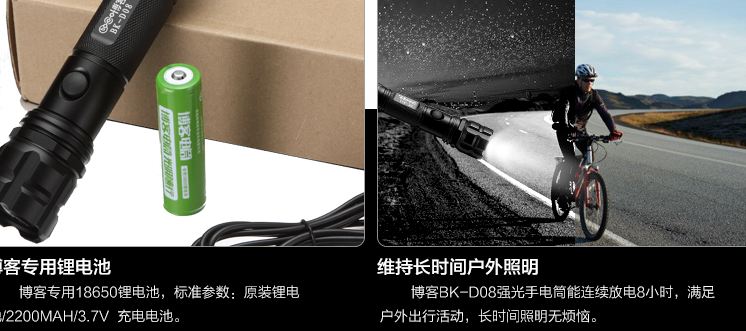 博客
BK-D08
博客电霸
客专用锂电池
博客专用18650锂电池，标准参数：原装锂电
/2200MAH/3.7V 充电电池。
维持长时间户外照明
博客BK-D08强光手电筒能连续放电8小时，满足
户外出行活动，长时间照明无烦恼。